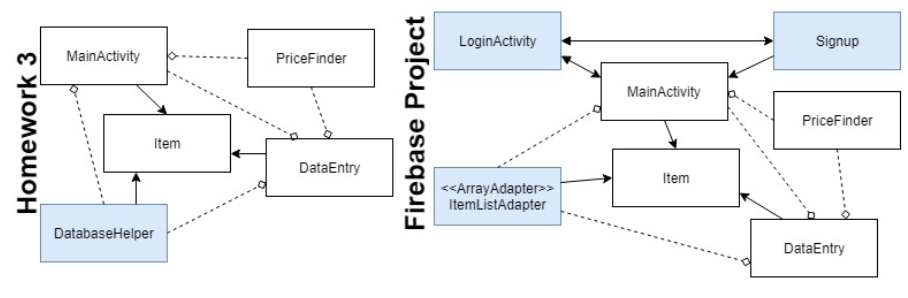 Homework 3
MainActivity
PriceFinder
Item
DataEntry
DatabaseHelper
Firebase Project
LoginActivity
Signup
MainActivity
PriceFinder
<<ArrayAdapter>>
ItemListAdapter
Item
DataEntry